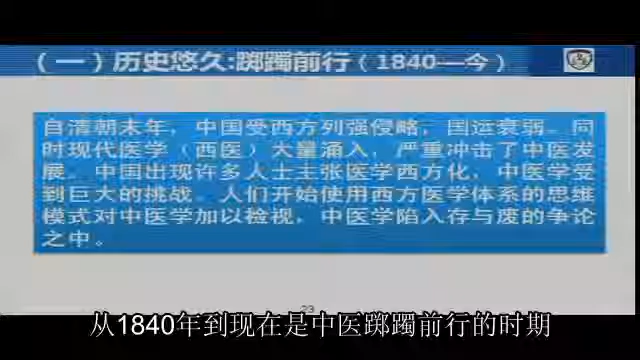 （一）历史悠久:踯躅前行（1840—今）
自清朝末年，中国受西方列强侵略，国运衰弱。同
时现代医学（西医）大量涌入，严重冲击了中医发
展。中国出现许多人士主张医学西方化，中医学受
到巨大的挑战。人们开始使用西方医学体系的思维
模式对中医学加以检视，中医学陷入存与废的争论
之中。
23
从1840年到现在是中医踯躅前行的时期